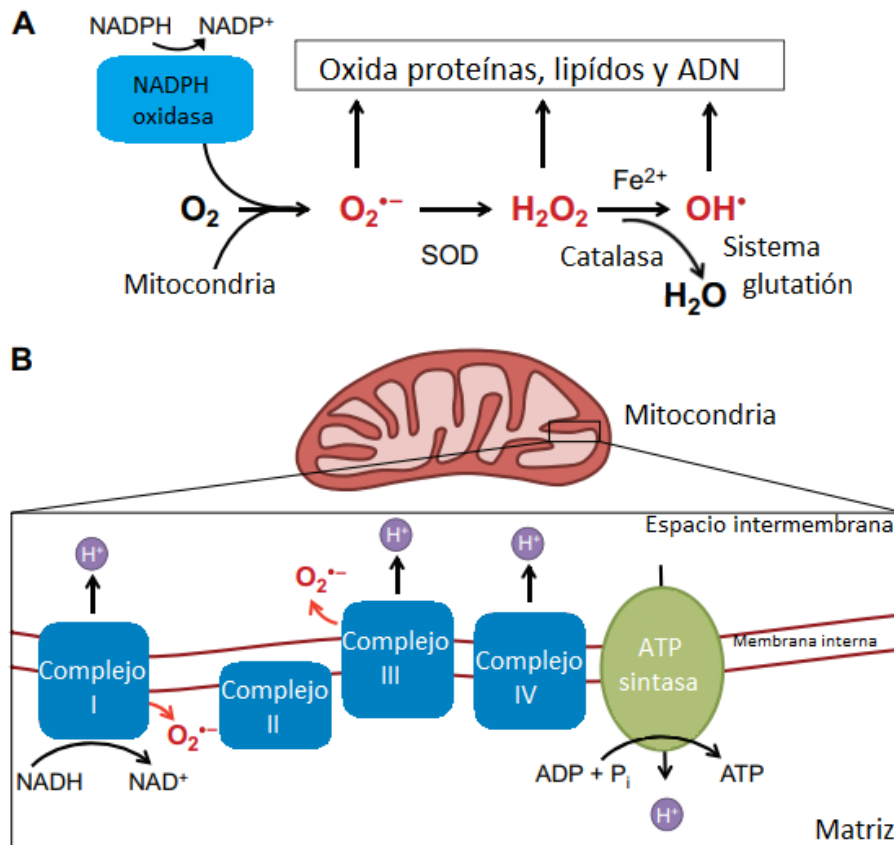 A
NADPH NADP⁺
NADPH
oxidasa
Oxida proteínas, lipídos y ADN
O₂ O₂•− H₂O₂ Fe²⁺ OH•
SOD
Catalasa
Sistema
glutatión
Mitocondria
H₂O
B
Mitocondria
Espacio intermembrana
H⁺ H⁺ H⁺
O₂•−
Complejo
I
Complejo
II
Complejo
III
Complejo
IV
ATP
sintasa
Membrana interna
O₂•−
NADH NAD⁺
ADP + Pᵢ ATP
H⁺
Matriz